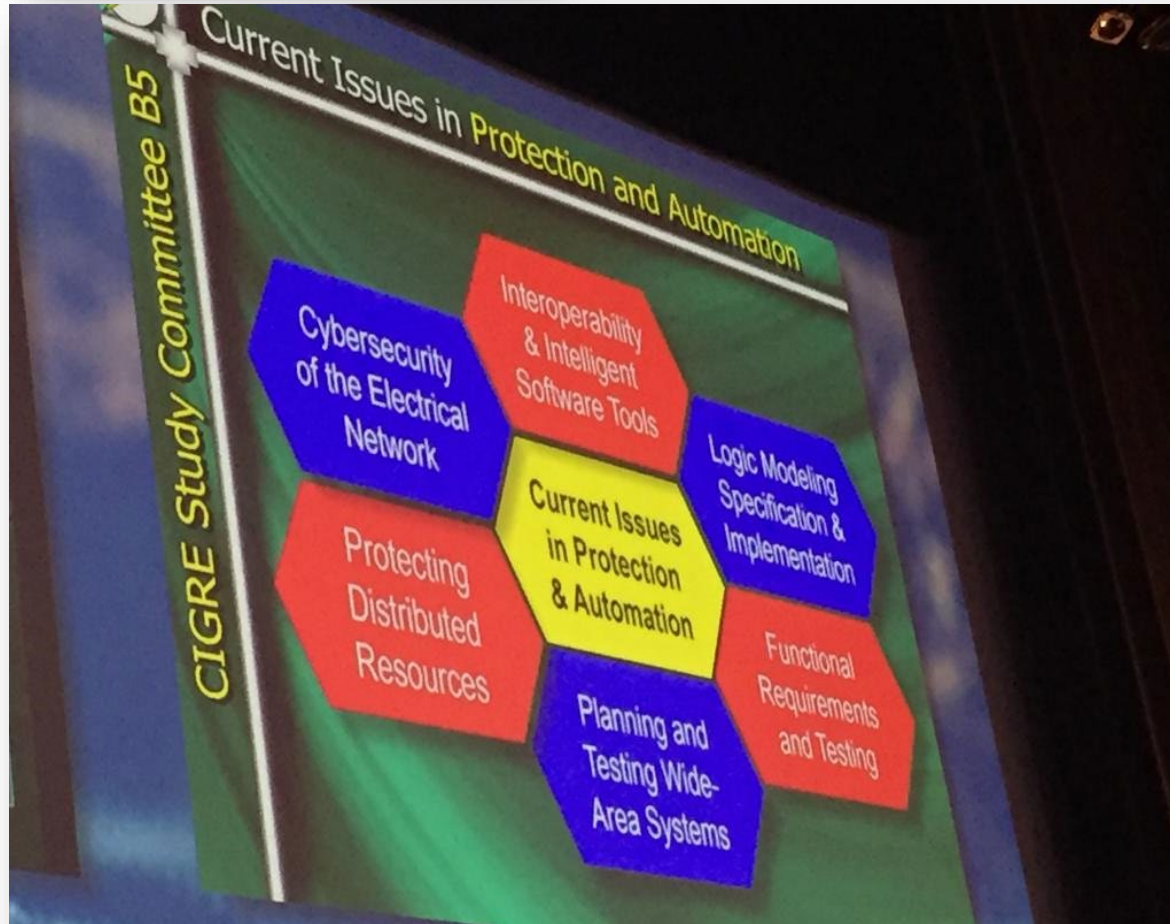 Current Issues in Protection and Automation
CIGRE Study Committee B5
Interoperability
& Intelligent
Software Tools
Cybersecurity
of the Electrical
Network
Logic Modeling
Specification &
Implementation
Current Issues
in Protection
& Automation
Protecting
Distributed
Resources
Functional
Requirements
and Testing
Planning and
Testing Wide-
Area Systems